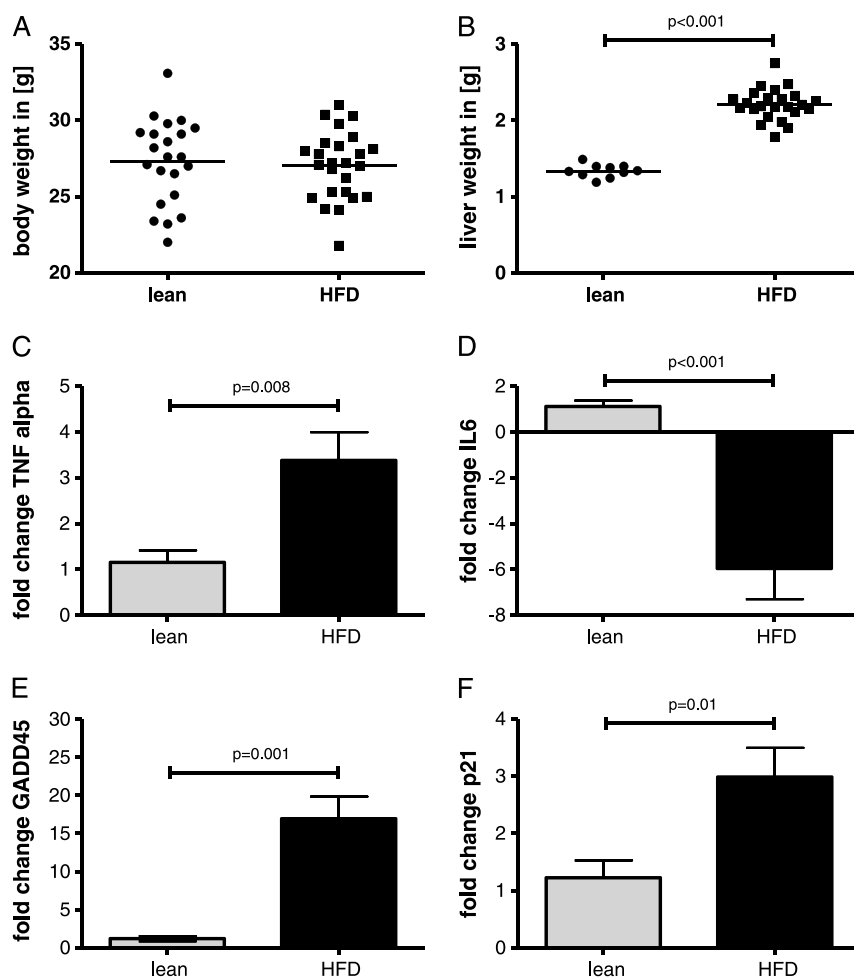 A
body weight in [g]
35
30
25
20
lean HFD
B
p<0.001
liver weight in [g]
3
2
1
0
lean HFD
C
p=0.008
fold change TNF alpha
5
4
3
2
1
0
lean HFD
D
p<0.001
fold change IL6
2
0
-2
-4
-6
-8
lean HFD
E
p=0.001
fold change GADD45
30
25
20
15
10
5
0
lean HFD
F
p=0.01
fold change p21
4
3
2
1
0
lean HFD